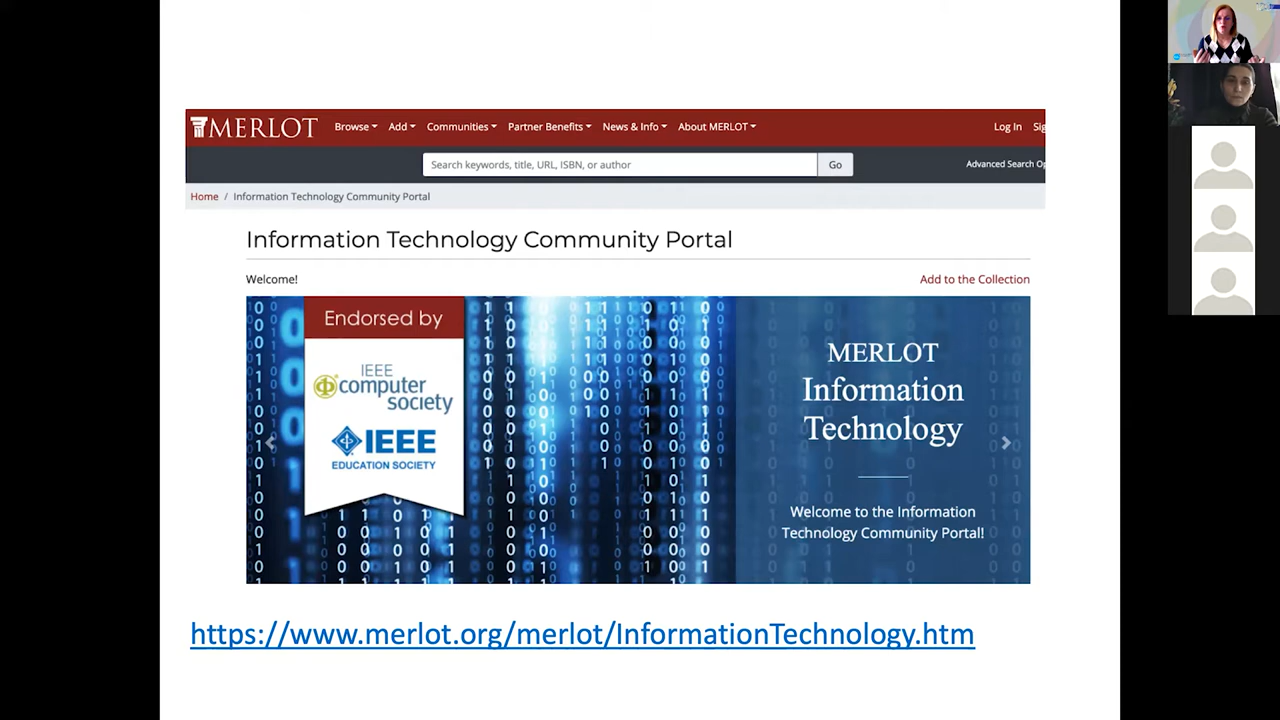 MERLOT Browse Add Communities Partner Benefits News & Info About MERLOT Log In
Search keywords, title, URL, ISBN, or author Go Advanced Search
Home / Information Technology Community Portal
Information Technology Community Portal
Welcome! Add to the Collection
Endorsed by
IEEE
computer
society
IEEE
EDUCATION SOCIETY
MERLOT
Information
Technology
Welcome to the Information
Technology Community Portal!
https://www.merlot.org/merlot/InformationTechnology.htm